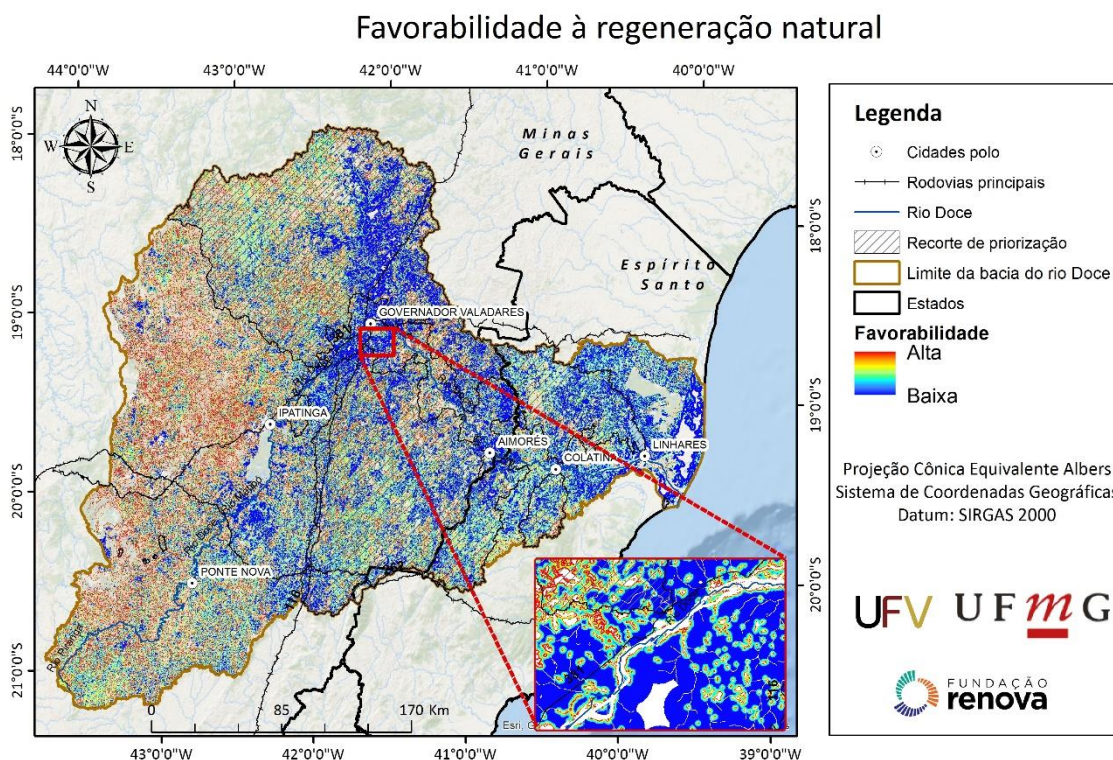 Favorabilidade à regeneração natural
44°0'0"W 43°0'0"W 42°0'0"W 41°0'0"W 40°0'0"W
N
W E
S
18°0'0"S
18°0'0"S
19°0'0"S
19°0'0"S
20°0'0"S
20°0'0"S
21°0'0"S
Minas
Gerais
Espírito
Santo
GOVERNADOR VALADARES
IPATINGA
AIMORÉS
COLATINA
LINHARES
PONTE NOVA
Rio Piranga
0 85 170 Km
Esri,
43°0'0"W 42°0'0"W 41°0'0"W 40°0'0"W 39°0'0"W
Legenda
Cidades polo
Rodovias principais
Rio Doce
Recorte de priorização
Limite da bacia do rio Doce
Estados
Favorabilidade
Alta
Baixa
Projeção Cônica Equivalente Albers
Sistema de Coordenadas Geográficas
Datum: SIRGAS 2000
UFV UFmG
FUNDAÇÃO
renova